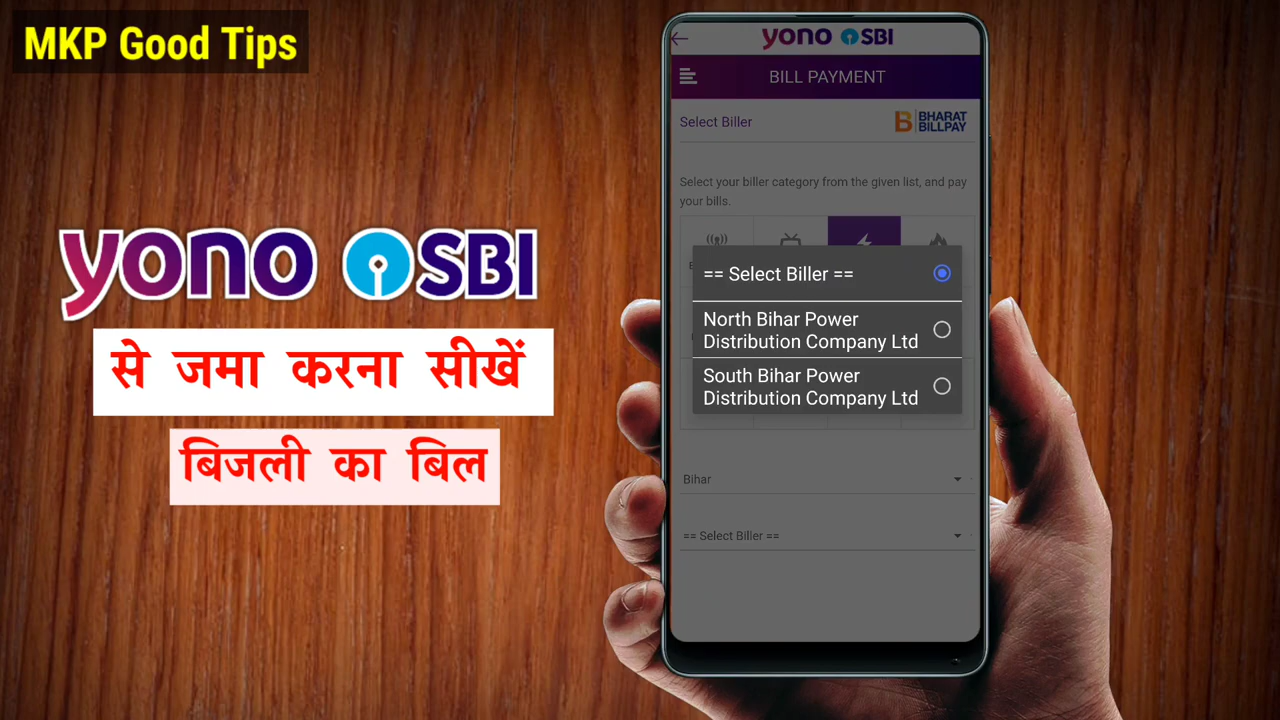 MKP Good Tips
yono SBI
से जमा करना सीखें
बिजली का बिल
yono SBI
BILL PAYMENT
Select Biller
BHARAT
BILLPAY
Select your biller category from the given list, and pay
your bills.
== Select Biller ==
North Bihar Power
Distribution Company Ltd
South Bihar Power
Distribution Company Ltd
Bihar
== Select Biller ==